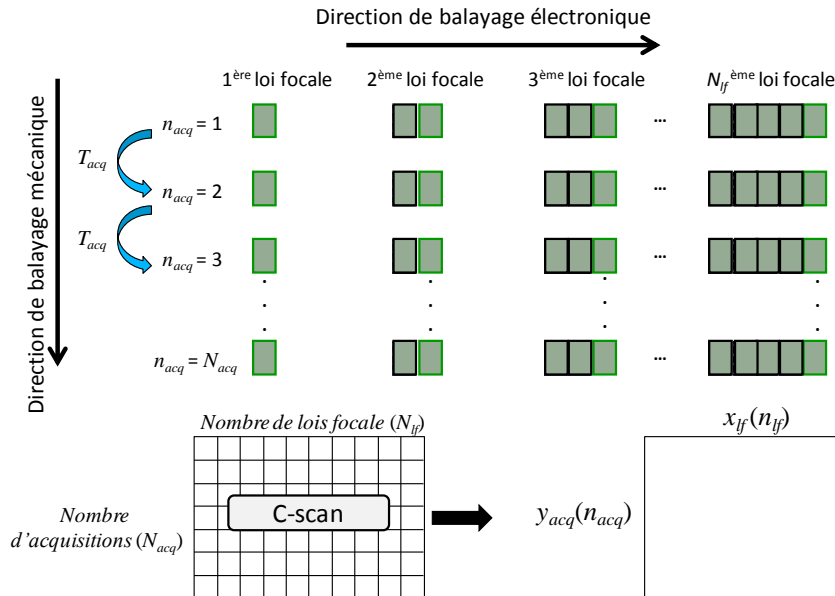 Direction de balayage électronique
Direction de balayage mécanique
1ère loi focale
2ème loi focale
3ème loi focale
Nlf ème loi focale
nacq = 1
...
Tacq
nacq = 2
...
Tacq
nacq = 3
...
nacq = Nacq
...
Nombre de lois focale (Nlf)
xlf(nlf)
C-scan
Nombre
d'acquisitions (Nacq)
yacq(nacq)